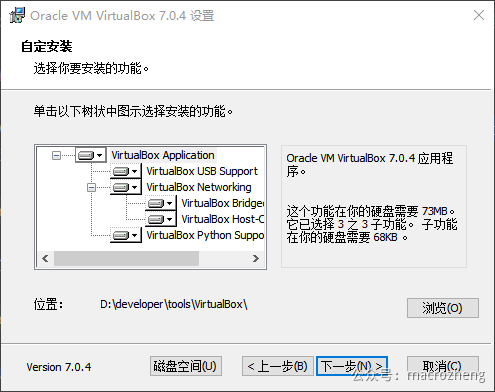 Oracle VM VirtualBox 7.0.4 设置
自定安装
选择你要安装的功能。
单击以下树状中图示选择安装的功能。
VirtualBox Application
VirtualBox USB Support
VirtualBox Networking
VirtualBox Bridge
VirtualBox Host-C
VirtualBox Python Suppo
Oracle VM VirtualBox 7.0.4 应用程
序。
这个功能在你的硬盘需要 73MB。
它已选择 3 之 3 子功能。 子功能
在你的硬盘需要 68KB 。
位置:
D:\developer\tools\VirtualBox\
浏览(O)
Version 7.0.4
磁盘空间(U)
< 上一步(B)
下一步(N) >
取消(C)
公众号:macrozheng